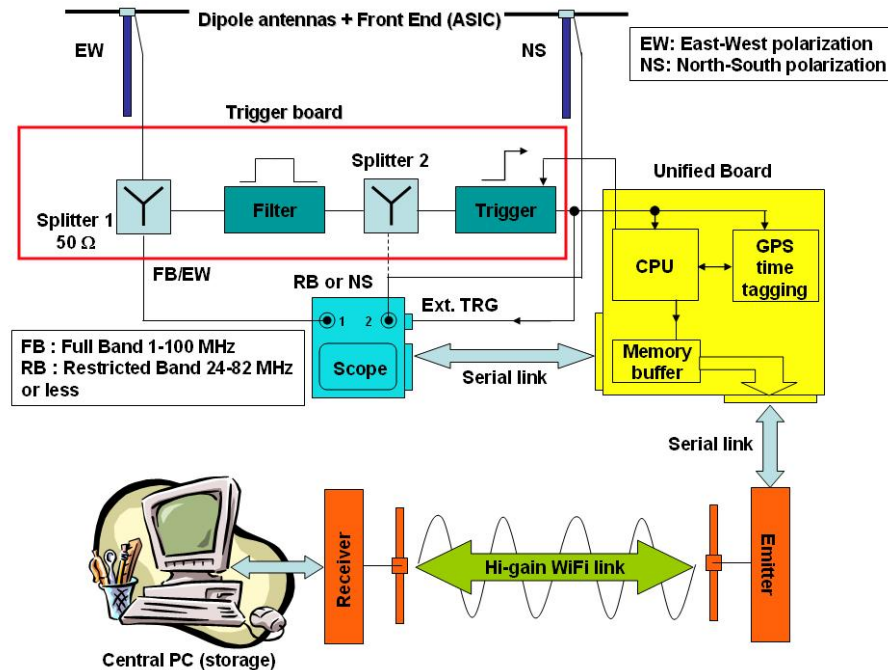 Dipole antennas + Front End (ASIC)
EW
NS
EW: East-West polarization
NS: North-South polarization
Trigger board
Splitter 2
Unified Board
Splitter 1
50 Ω
Filter
Trigger
CPU
GPS
time
tagging
FB/EW
RB or NS
Ext. TRG
1
2
Scope
FB : Full Band 1-100 MHz
RB : Restricted Band 24-82 MHz
or less
Serial link
Memory
buffer
Serial link
Receiver
Hi-gain WiFi link
Emitter
Central PC (storage)